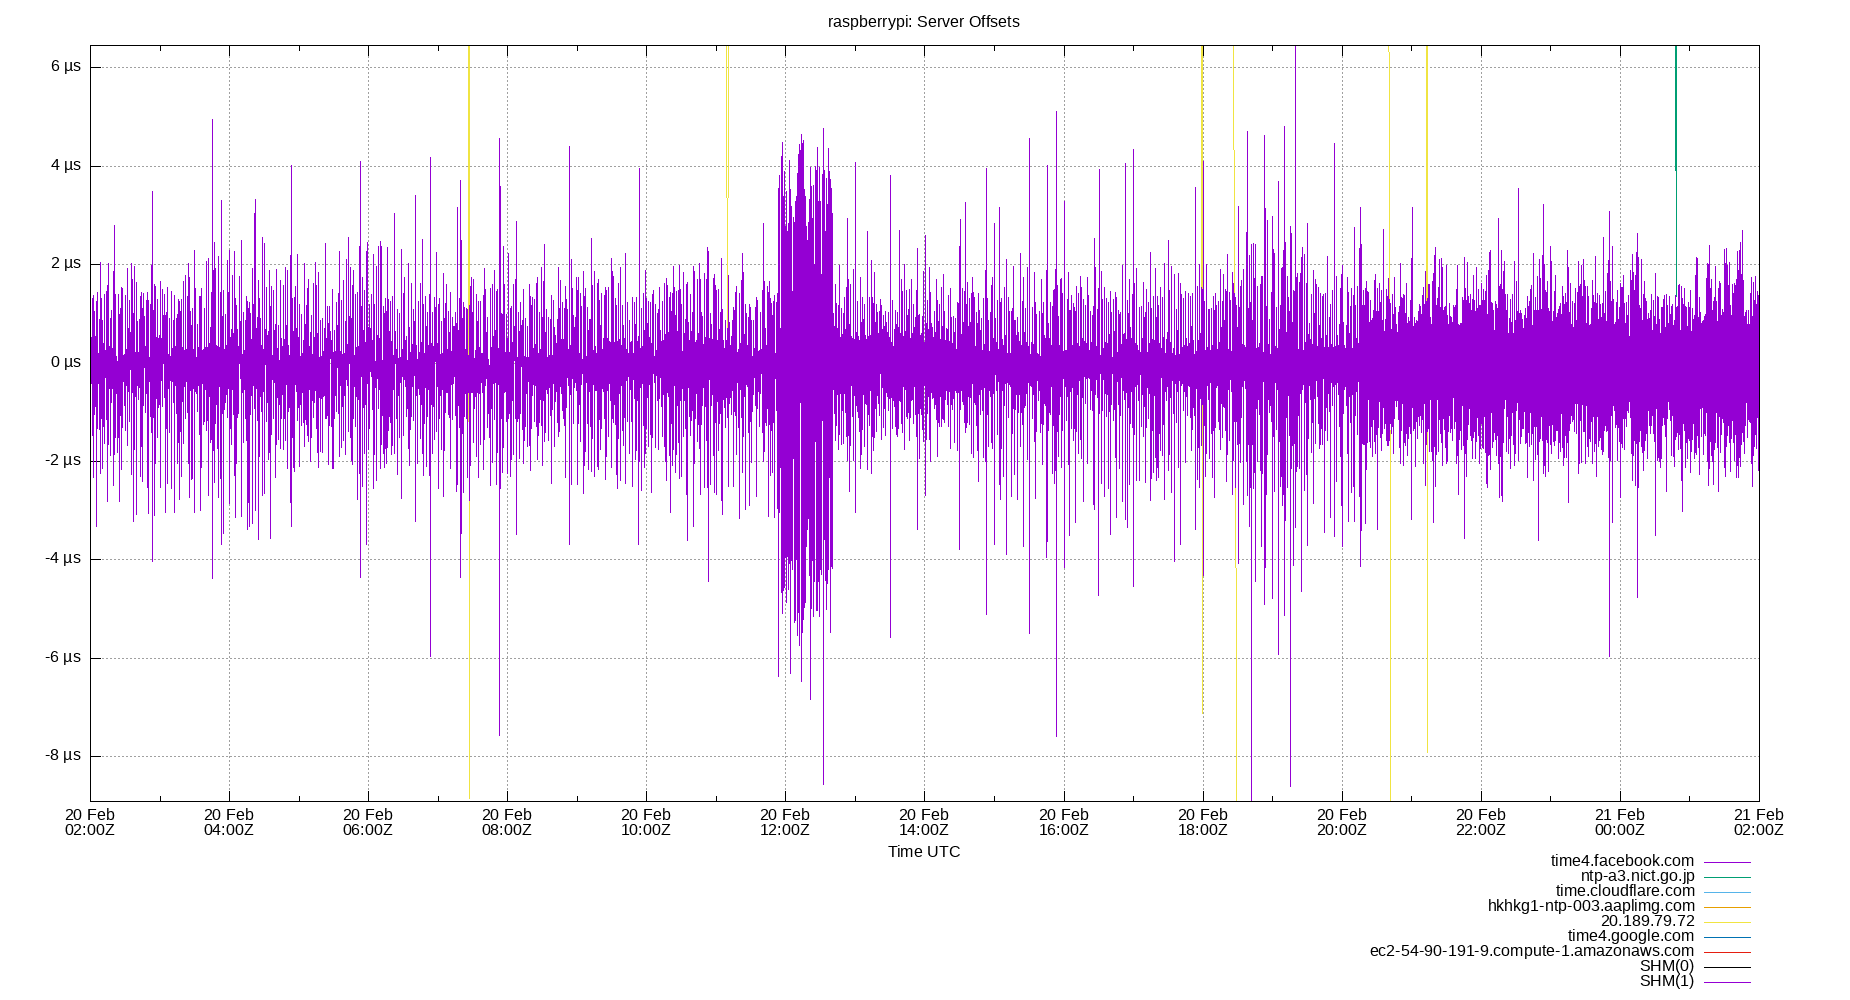 raspberrypi: Server Offsets
6 µs
4 µs
2 µs
0 µs
-2 µs
-4 µs
-6 µs
-8 µs
20 Feb 20 Feb 20 Feb 20 Feb 20 Feb 20 Feb 20 Feb 20 Feb 20 Feb 20 Feb 20 Feb 21 Feb 21 Feb
02:00Z 04:00Z 06:00Z 08:00Z 10:00Z 12:00Z 14:00Z 16:00Z 18:00Z 20:00Z 22:00Z 00:00Z 02:00Z
Time UTC
time4.facebook.com
ntp-a3.nict.go.jp
time.cloudflare.com
hkhkg1-ntp-003.aaplimg.com
20.189.79.72
time4.google.com
ec2-54-90-191-9.compute-1.amazonaws.com
SHM(0)
SHM(1)